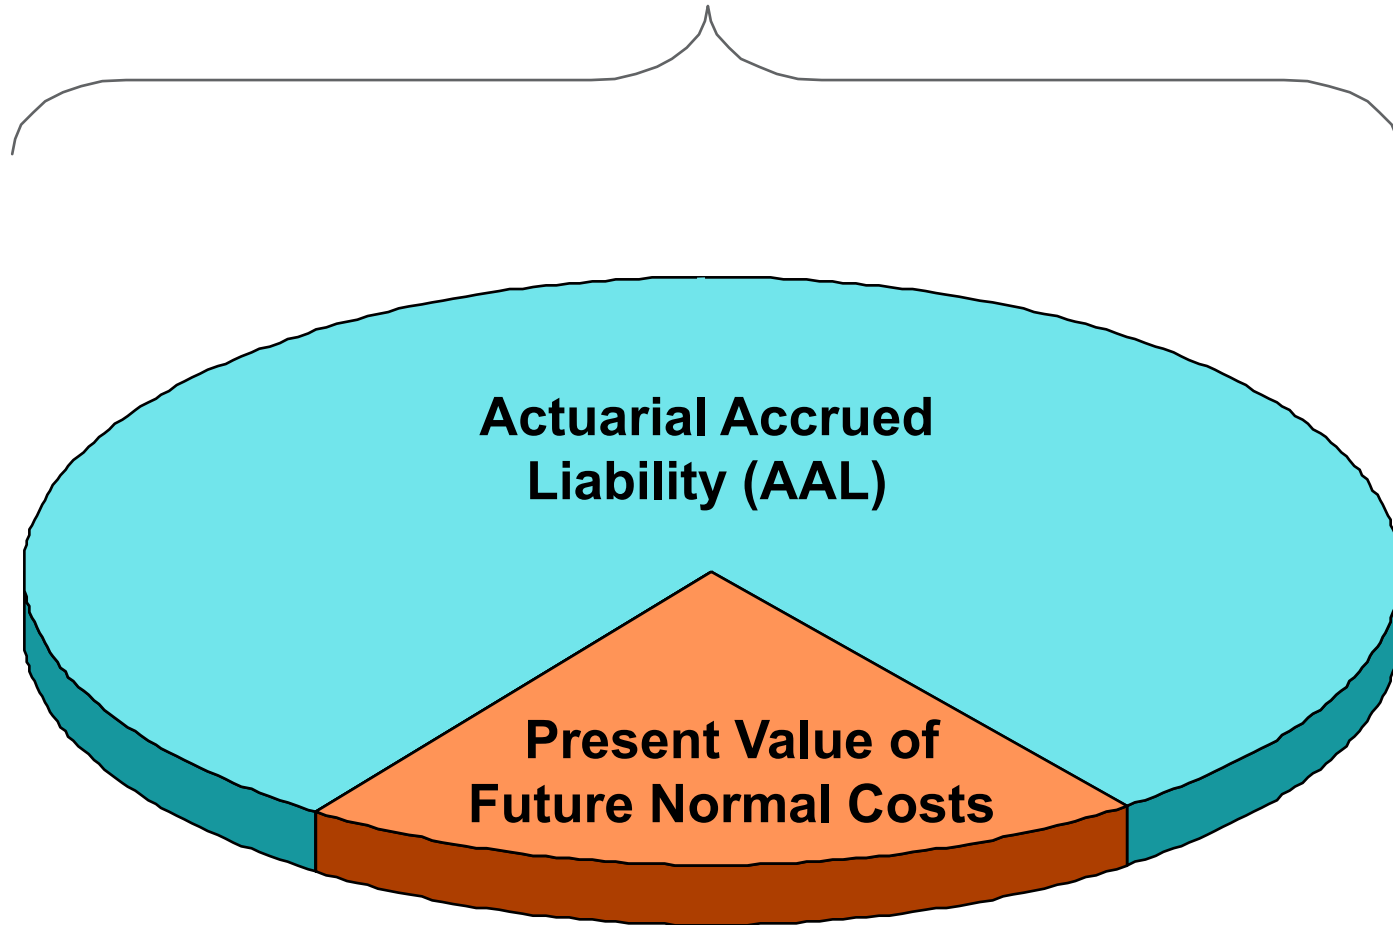 Actuarial Accrued
Liability (AAL)
Present Value of
Future Normal Costs